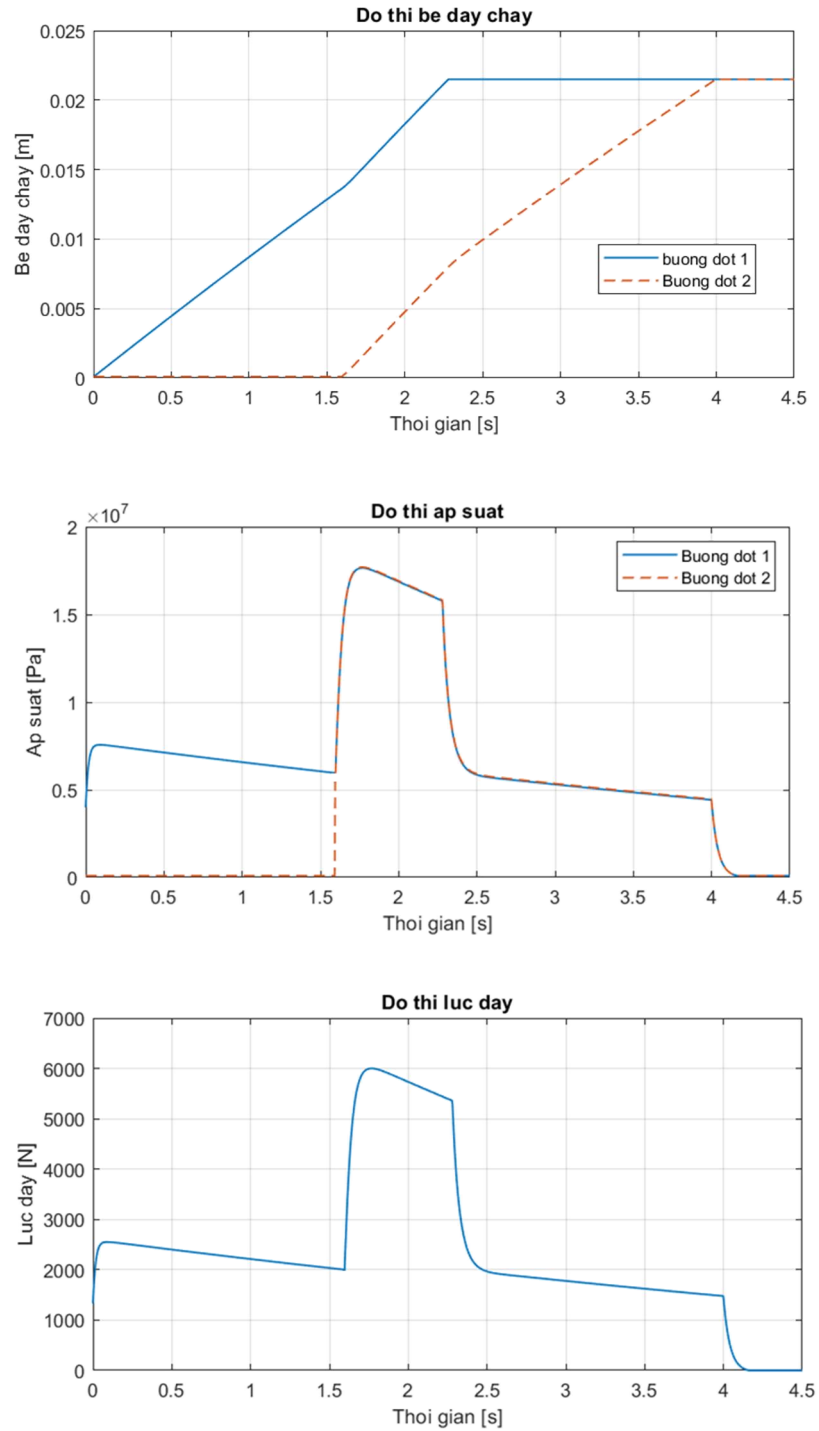 Do thi be day chay
0.025
0.02
0.015
0.01
0.005
0
Be day chay [m]
buong dot 1
Buong dot 2
0 0.5 1 1.5 2 2.5 3 3.5 4 4.5
Thoi gian [s]
×10⁷
Do thi ap suat
2
1.5
1
0.5
0
Ap suat [Pa]
Buong dot 1
Buong dot 2
0 0.5 1 1.5 2 2.5 3 3.5 4 4.5
Thoi gian [s]
Do thi luc day
7000
6000
5000
4000
3000
2000
1000
0
Luc day [N]
0 0.5 1 1.5 2 2.5 3 3.5 4 4.5
Thoi gian [s]